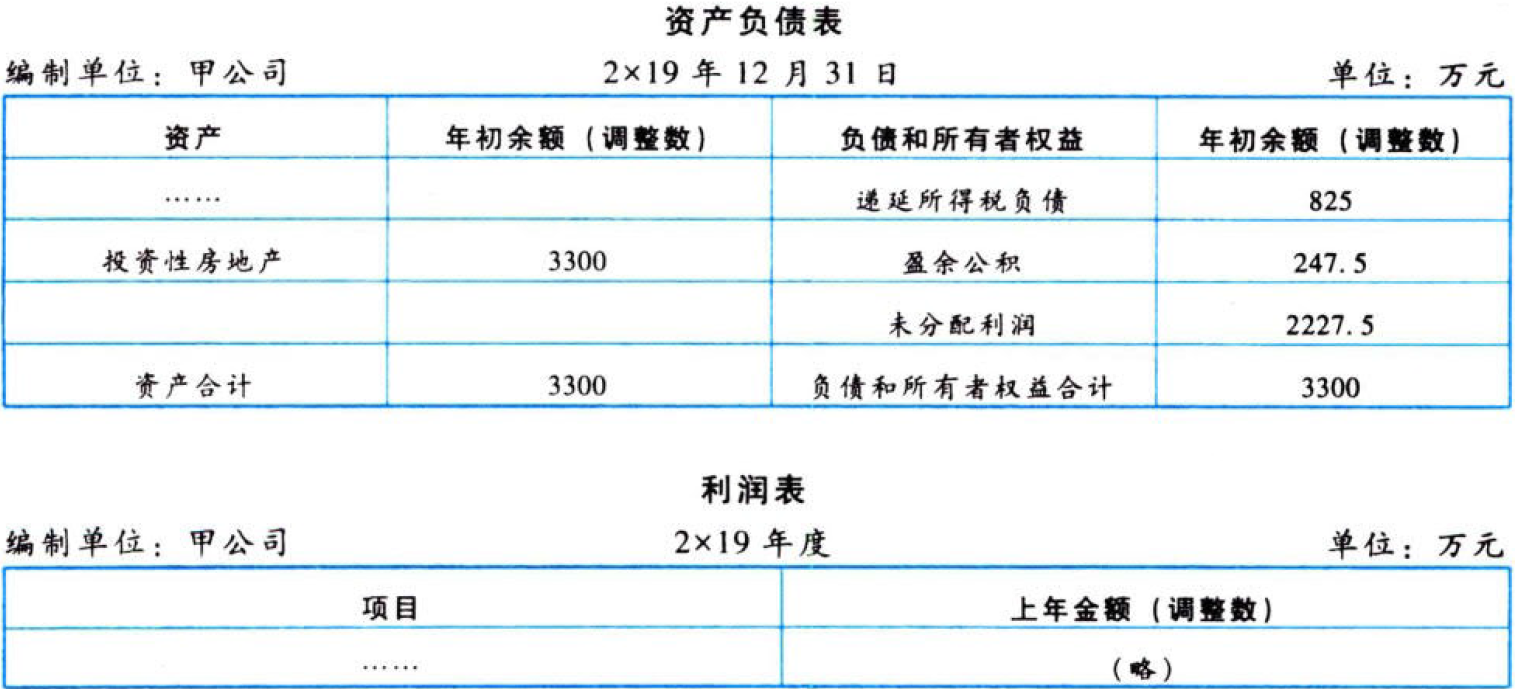 资产负债表
编制单位：甲公司 2×19 年 12 月 31 日 单位：万元
资产 年初余额（调整数） 负债和所有者权益 年初余额（调整数）
…… 递延所得税负债 825
投资性房地产 3300 盈余公积 247.5
未分配利润 2227.5
资产合计 3300 负债和所有者权益合计 3300
利润表
编制单位：甲公司 2×19 年度 单位：万元
项目 上年金额（调整数）
…… （略）